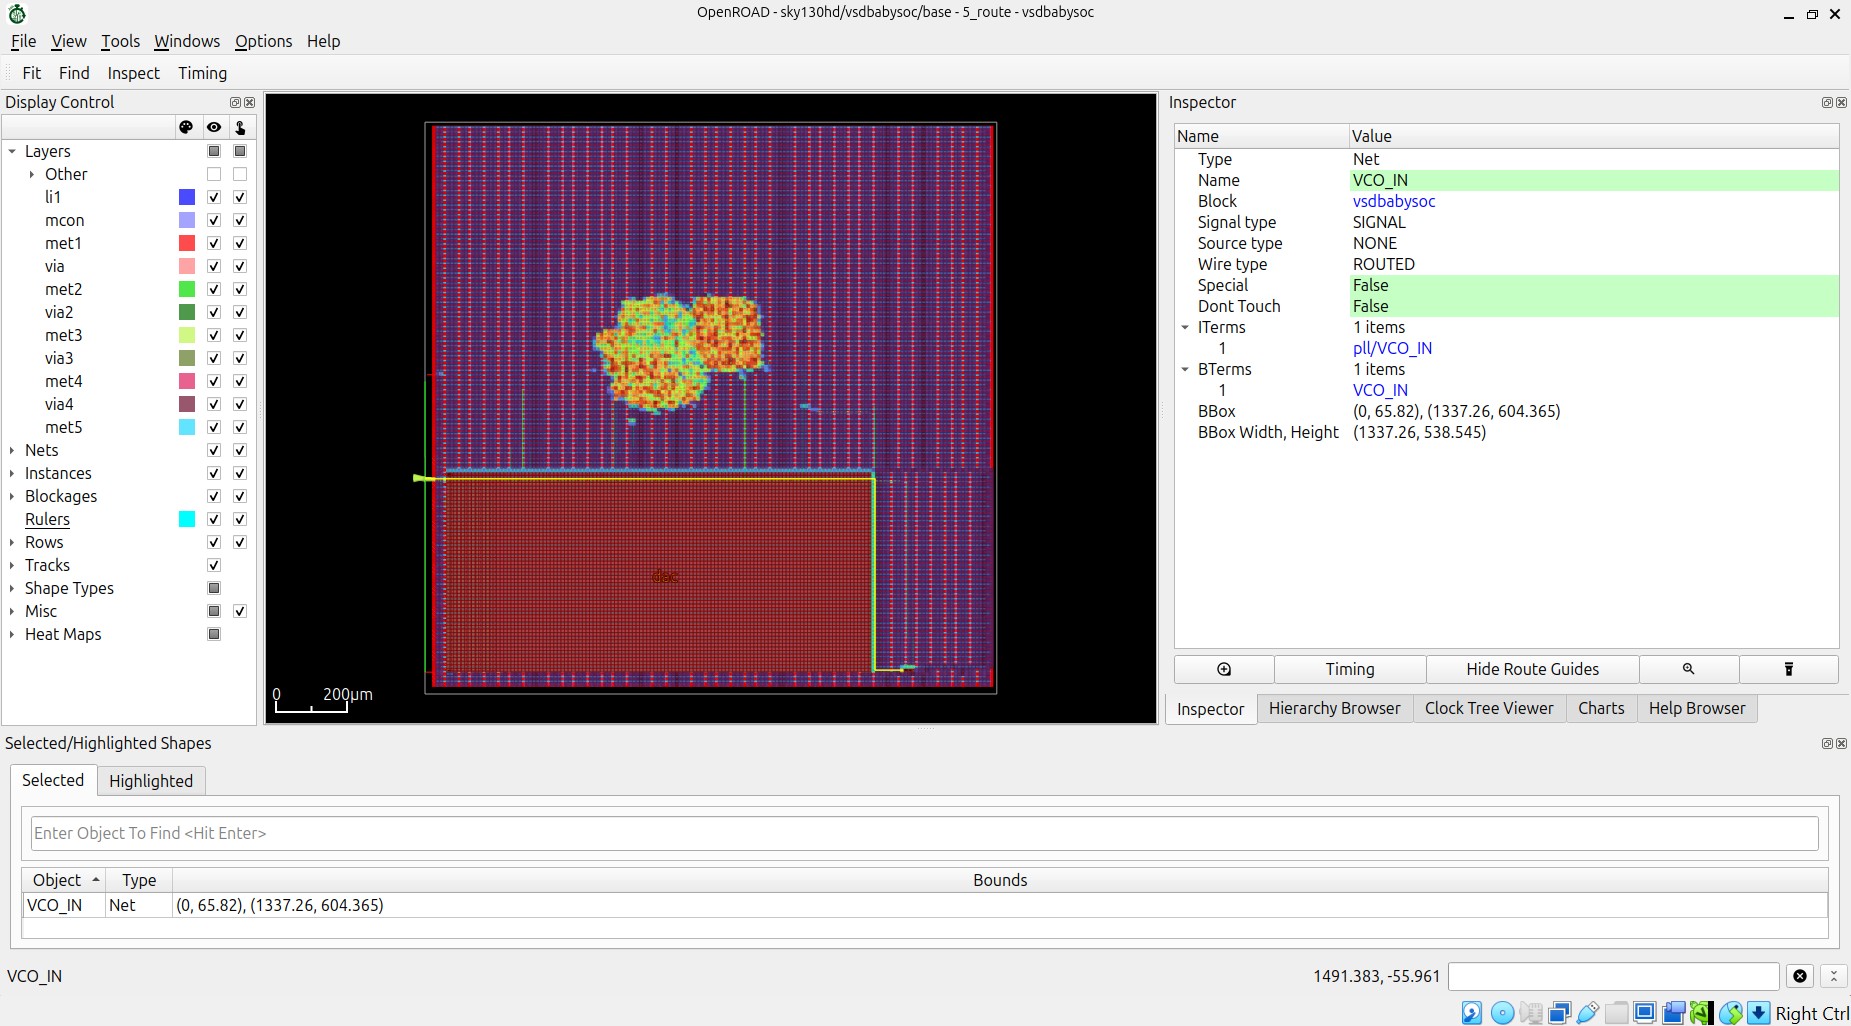 OpenROAD - sky130hd/vsdbabysoc/base - 5_route - vsdbabysoc
File View Tools Windows Options Help
Fit Find Inspect Timing
Display Control
Layers
Other
li1
mcon
met1
via
met2
via2
met3
via3
met4
via4
met5
Nets
Instances
Blockages
Rulers
Rows
Tracks
Shape Types
Misc
Heat Maps
dac
0 200μm
Inspector
Name Value
Type Net
Name VCO_IN
Block vsdbabysoc
Signal type SIGNAL
Source type NONE
Wire type ROUTED
Special False
Dont Touch False
ITerms 1 items
1 pll/VCO_IN
BTerms 1 items
1 VCO_IN
BBox (0, 65.82), (1337.26, 604.365)
BBox Width, Height (1337.26, 538.545)
Timing Hide Route Guides
Inspector Hierarchy Browser Clock Tree Viewer Charts Help Browser
Selected/Highlighted Shapes
Selected Highlighted
Enter Object To Find <Hit Enter>
Object Type Bounds
VCO_IN Net (0, 65.82), (1337.26, 604.365)
VCO_IN 1491.383, -55.961
Right Ctrl